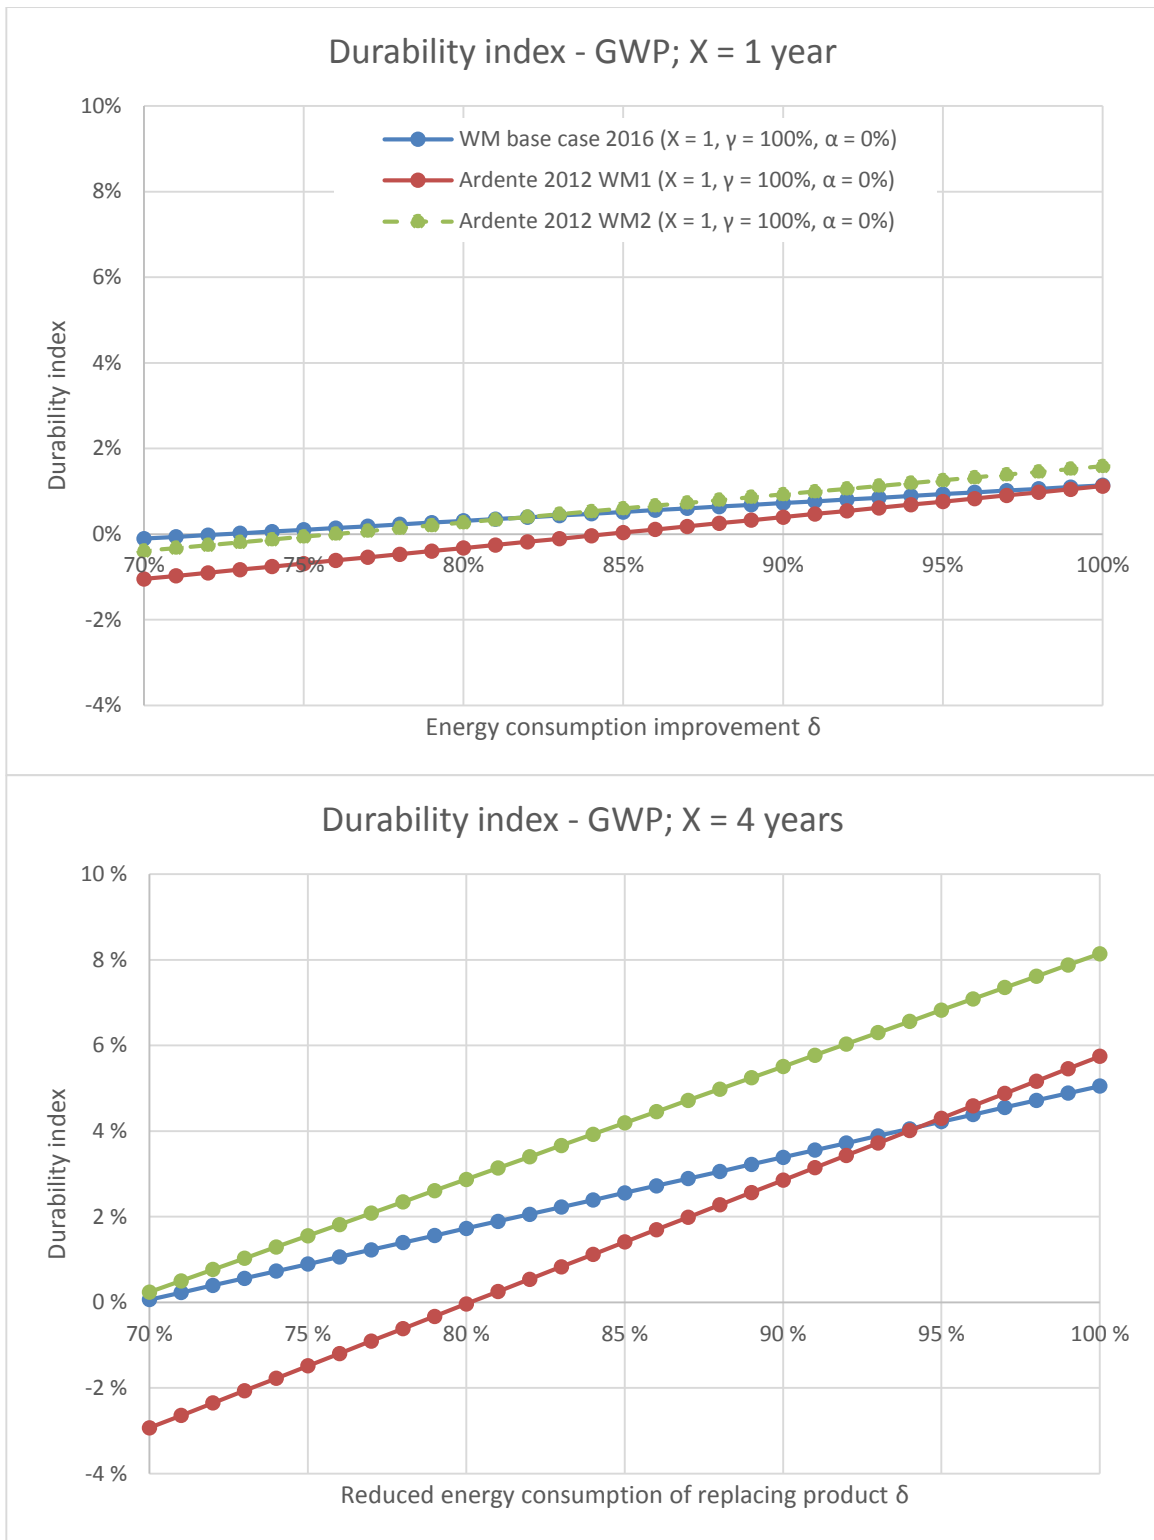 Durability index - GWP; X = 1 year
10%
WM base case 2016 (X = 1, γ = 100%, α = 0%)
8%
Ardente 2012 WM1 (X = 1, γ = 100%, α = 0%)
Ardente 2012 WM2 (X = 1, γ = 100%, α = 0%)
6%
Durability index
4%
2%
0%
70% 75% 80% 85% 90% 95% 100%
-2%
-4%
Energy consumption improvement δ
Durability index - GWP; X = 4 years
10 %
8 %
6 %
Durability index
4 %
2 %
0 %
70 % 75 % 80 % 85 % 90 % 95 % 100 %
-2 %
-4 %
Reduced energy consumption of replacing product δ